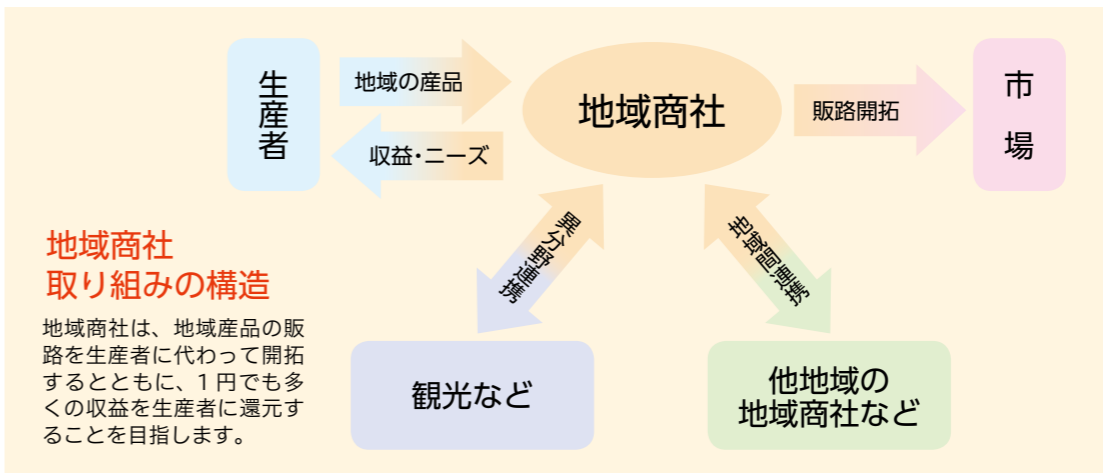 生産者
地域の産品
収益・ニーズ
地域商社
販路開拓
市場
異分野連携
地域間連携
地域商社
取り組みの構造
地域商社は、地域産品の販
路を生産者に代わって開拓
するとともに、1円でも多
くの収益を生産者に還元す
ることを目指します。
観光など
他地域の
地域商社など